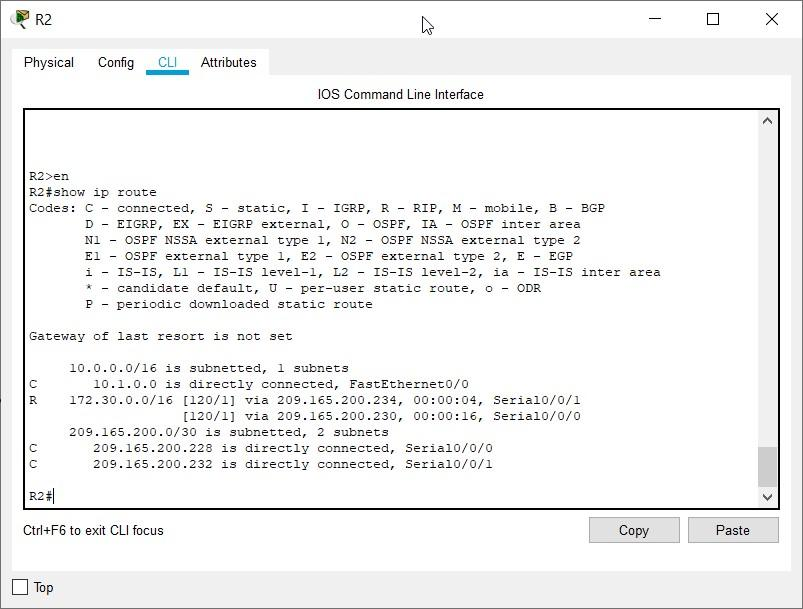 R2
Physical Config CLI Attributes
IOS Command Line Interface
R2>en
R2#show ip route
Codes: C - connected, S - static, I - IGRP, R - RIP, M - mobile, B - BGP
D - EIGRP, EX - EIGRP external, O - OSPF, IA - OSPF inter area
N1 - OSPF NSSA external type 1, N2 - OSPF NSSA external type 2
E1 - OSPF external type 1, E2 - OSPF external type 2, E - EGP
i - IS-IS, L1 - IS-IS level-1, L2 - IS-IS level-2, ia - IS-IS inter area
* - candidate default, U - per-user static route, o - ODR
P - periodic downloaded static route
Gateway of last resort is not set
10.0.0.0/16 is subnetted, 1 subnets
C 10.1.0.0 is directly connected, FastEthernet0/0
R 172.30.0.0/16 [120/1] via 209.165.200.234, 00:00:04, Serial0/0/1
[120/1] via 209.165.200.230, 00:00:16, Serial0/0/0
209.165.200.0/30 is subnetted, 2 subnets
C 209.165.200.228 is directly connected, Serial0/0/0
C 209.165.200.232 is directly connected, Serial0/0/1
R2#
Ctrl+F6 to exit CLI focus
Copy Paste
Top